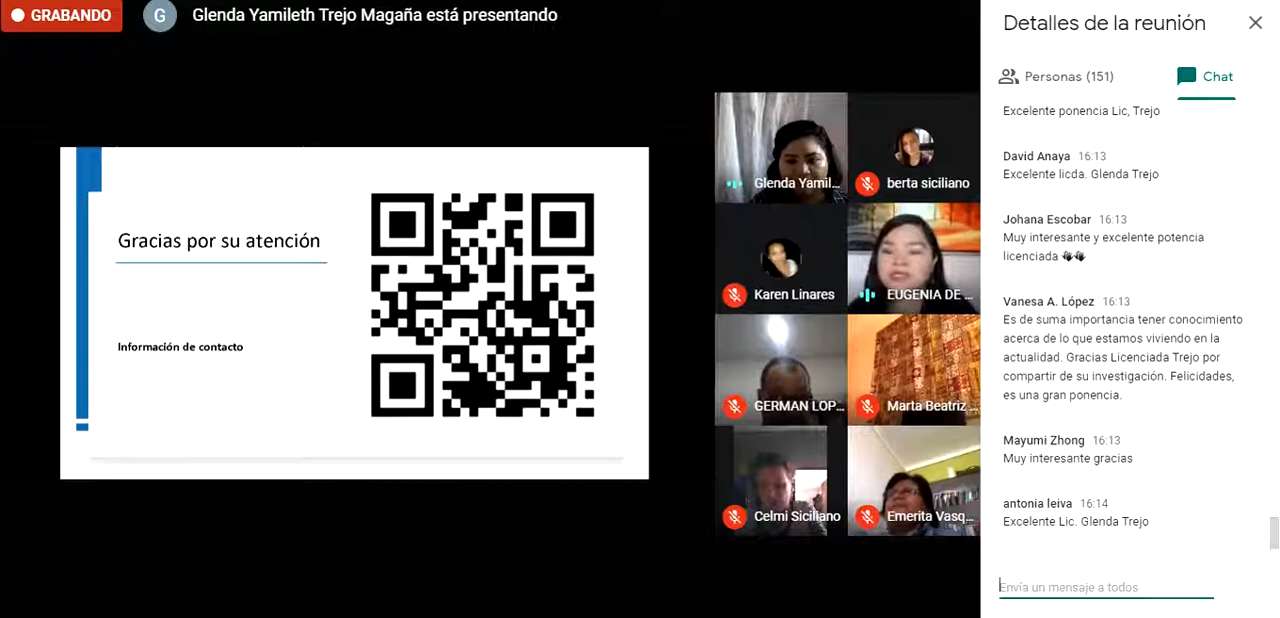 GRABANDO
G
Glenda Yamileth Trejo Magaña está presentando
Gracias por su atención
Información de contacto
Glenda Yamil...
berta siciliano
Karen Linares
EUGENIA DE ...
GERMAN LOP...
Marta Beatriz ...
Celmi Siciliano
Emerita Vasq...
Detalles de la reunión
Personas (151)
Chat
Excelente ponencia Lic, Trejo
David Anaya 16:13
Excelente licda. Glenda Trejo
Johana Escobar 16:13
Muy interesante y excelente potencia
licenciada 👏👏
Vanesa A. López 16:13
Es de suma importancia tener conocimiento
acerca de lo que estamos viviendo en la
actualidad. Gracias Licenciada Trejo por
compartir de su investigación. Felicidades,
es una gran ponencia.
Mayumi Zhong 16:13
Muy interesante gracias
antonia leiva 16:14
Excelente Lic. Glenda Trejo
Envía un mensaje a todos